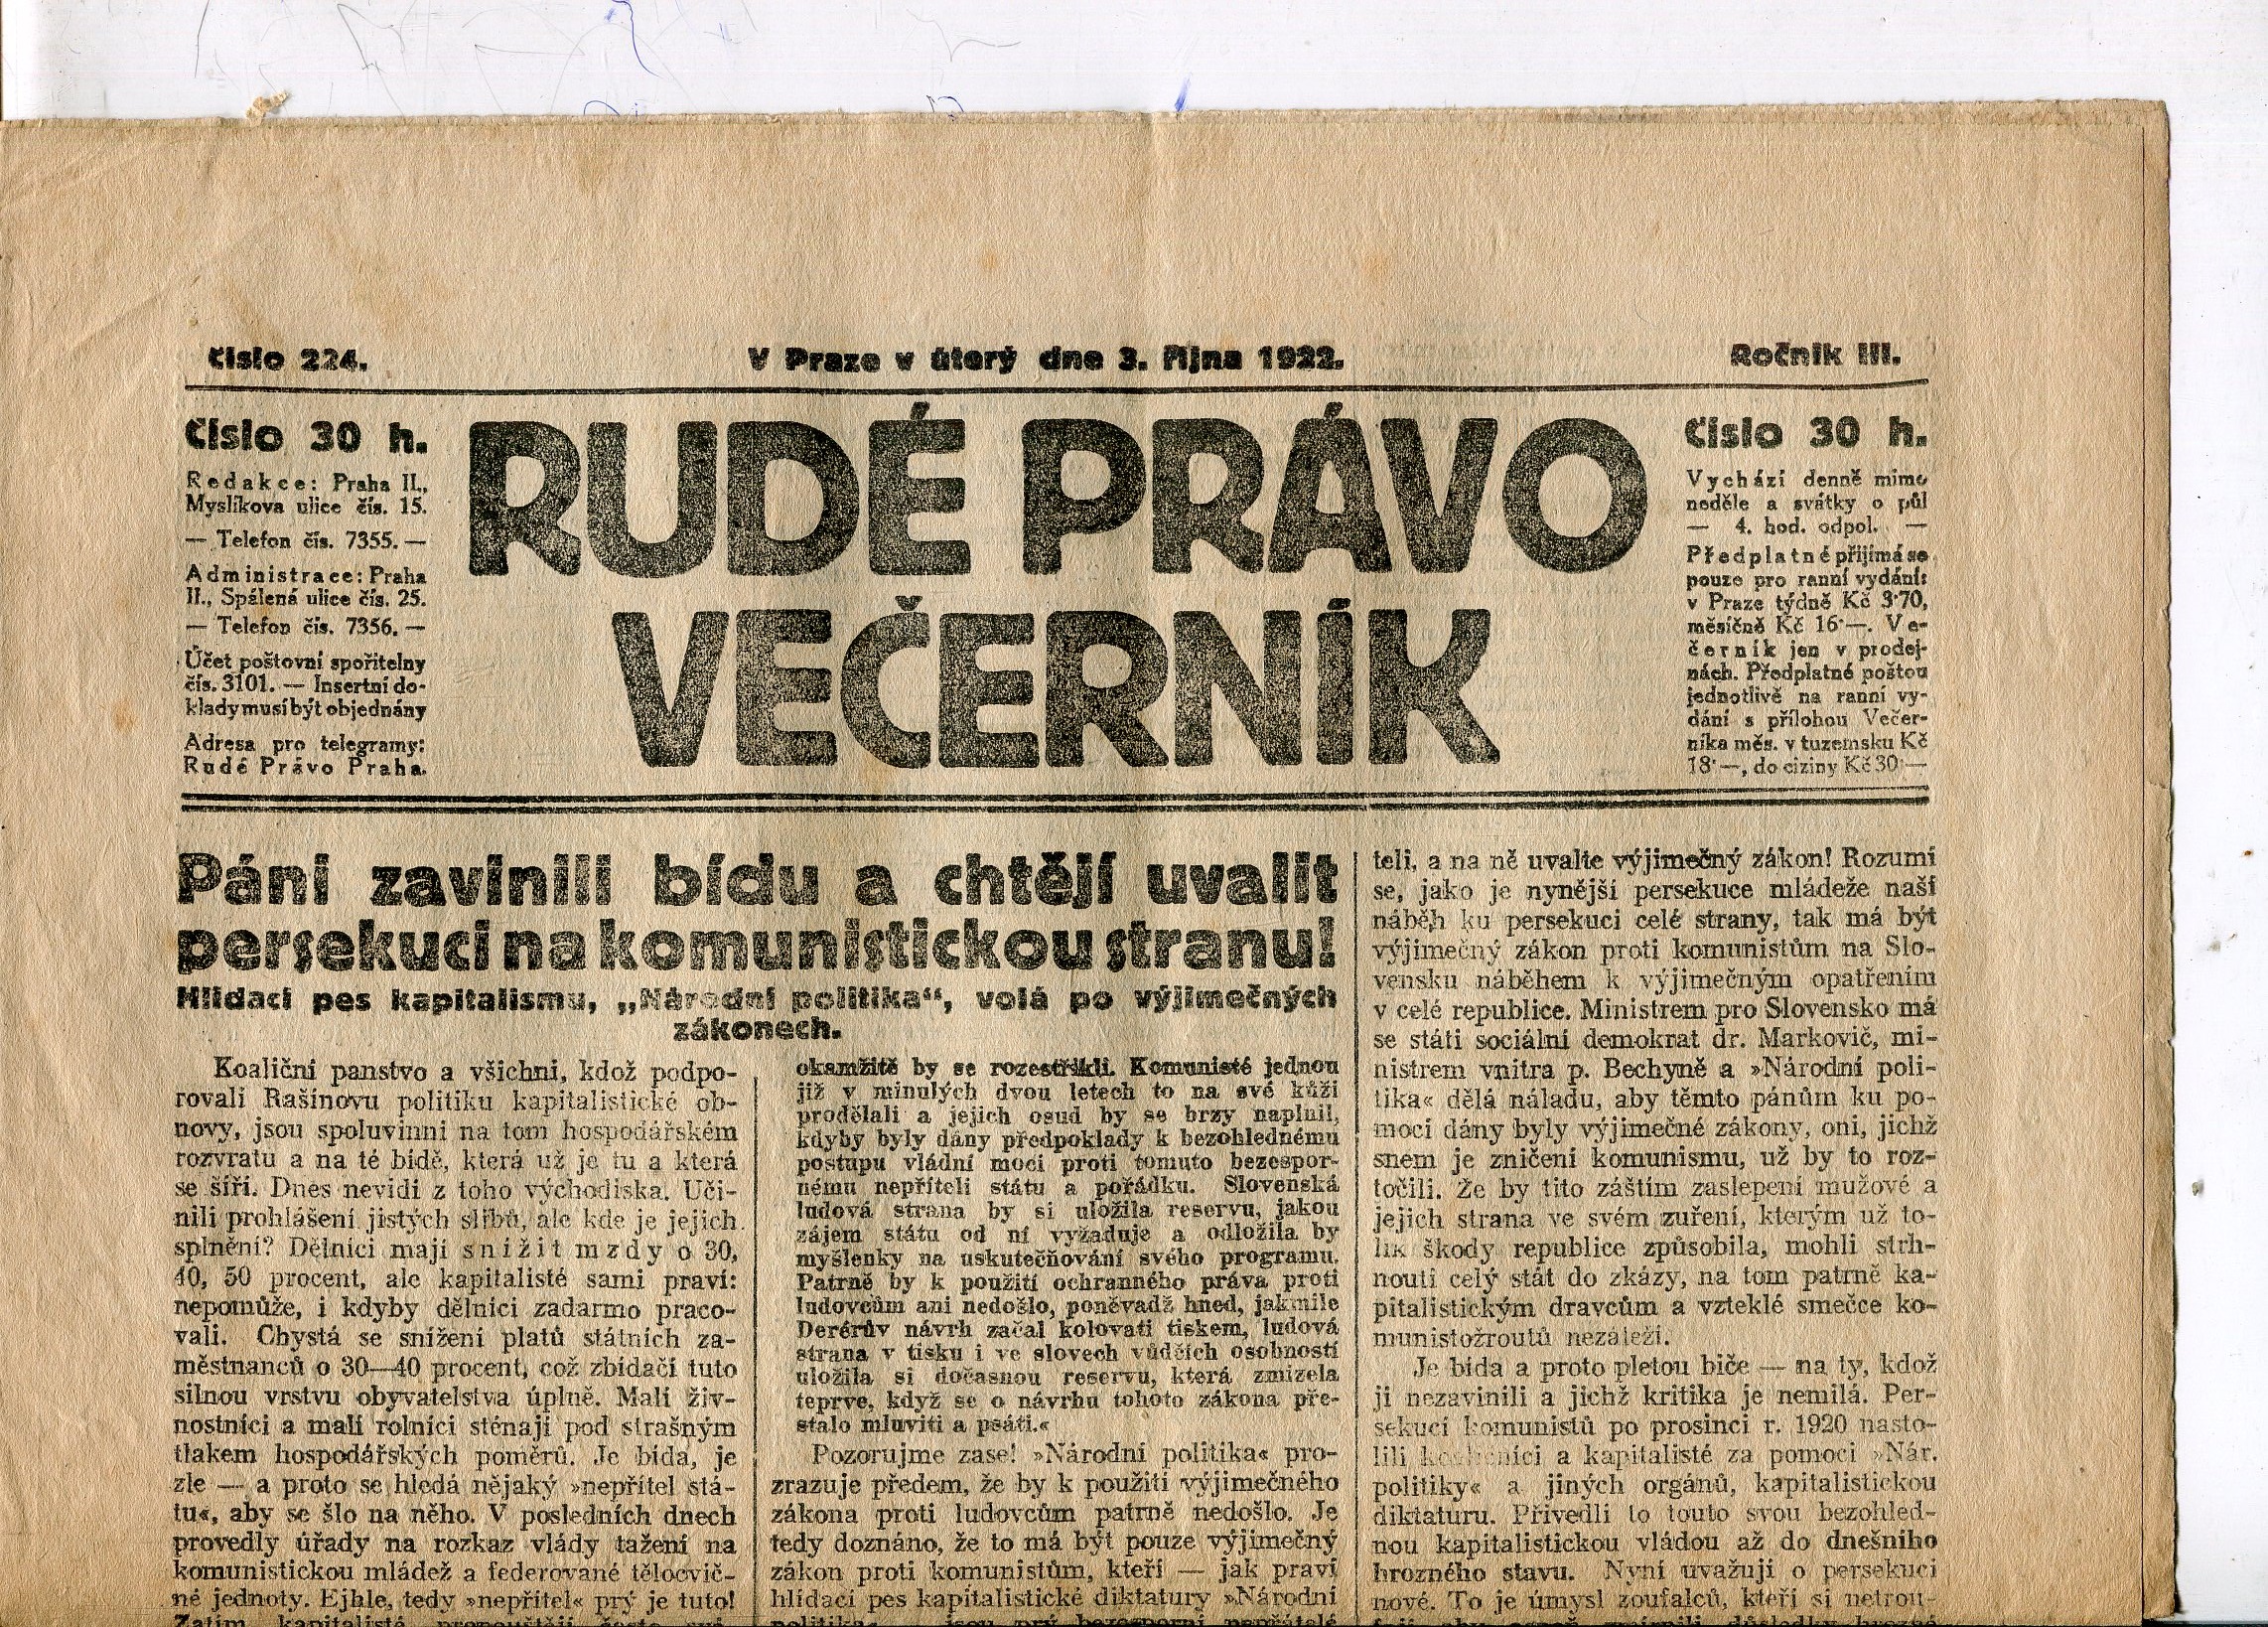 Číslo 224.
V Praze v úterý dne 3. října 1922.
Ročník III.
Číslo 30 h.
Redakce: Praha II.,
Myslíkova ulice čís. 15.
— Telefon čís. 7355. —
Administrace: Praha
II., Spálená ulice čís. 25.
— Telefon čís. 7356. —
Účet poštovní spořitelny
čís. 3101. — Insertní do-
klady musí být objednány
Adresa pro telegramy:
Rudé Právo Praha.
RUDÉ PRÁVO
VEČERNÍK
Číslo 30 h.
Vychází denně mimo
neděle a svátky o půl
— 4. hod. odpol. —
Předplatné přijímá se
pouze pro ranní vydání:
v Praze týdně Kč 3·70,
měsíčně Kč 16·—. Ve-
černík jen v prodej-
nách. Předplatné poštou
jednotlivě na ranní vy-
dání s přílohou Večer-
níka měs. v tuzemsku Kč
18·—, do ciziny Kč 30·—
Páni zavinili bídu a chtějí uvalit
persekuci na komunistickou stranu!
Hlídací pes kapitalismu, „Národní politika“, volá po výjimečných
zákonech.
Koaliční panstvo a všichni, kdož podpo-
rovali Rašínovu politiku kapitalistické ob-
novy, jsou spoluvinni na tom hospodářském
rozvratu a na té bídě, která už je tu a která
se šíří. Dnes nevidí z toho východiska. Uči-
nili prohlášení jistých slibů, ale kde je jejich
splnění? Dělníci mají snížit mzdy o 30,
40, 50 procent, ale kapitalisté sami praví:
nepomůže, i kdyby dělníci zadarmo praco-
vali. Chystá se snížení platů státních za-
městnanců o 30—40 procent, což zbídačí tuto
silnou vrstvu obyvatelstva úplně. Malí živ-
nostníci a malí rolníci sténají pod strašným
tlakem hospodářských poměrů. Je bída, je
zle — a proto se hledá nějaký »nepřítel stá-
tu«, aby se šlo na něho. V posledních dnech
provedly úřady na rozkaz vlády tažení na
komunistickou mládež a federované tělocvič-
né jednoty. Ejhle, tedy »nepřítel« prý je tuto!
Zatím kapitalisté propouštějí často
okamžitě by se rozestřikli. Komunisté jednou
již v minulých dvou letech to na své kůži
prodělali a jejich osud by se brzy naplnil,
kdyby byly dány předpoklady k bezohlednému
postupu vládní moci proti tomuto bezespor-
nému nepříteli státu a pořádku. Slovenská
ludová strana by si uložila reservu, jakou
zájem státu od ní vyžaduje a odložila by
myšlenky na uskutečňování svého programu.
Patrně by k použití ochranného práva proti
ludovcům ani nedošlo, poněvadž hned, jakmile
Derérův návrh začal kolovati tiskem, ludová
strana v tisku i ve slovech vůdčích osobností
uložila si dočasnou reservu, která zmizela
teprve, když se o návrhu tohoto zákona pře-
stalo mluviti a psáti.«
Pozorujme zase! »Národní politika« pro-
zrazuje předem, že by k použití výjimečného
zákona proti ludovcům patrně nedošlo. Je
tedy doznáno, že to má být pouze výjimečný
zákon proti komunistům, kteří — jak praví
hlídací pes kapitalistické diktatury »Národní
politika« — jsou prý bezesporní nepřátelé
teli, a na ně uvalte výjimečný zákon! Rozumí
se, jako je nynější persekuce mládeže naší
náběh ku persekuci celé strany, tak má být
výjimečný zákon proti komunistům na Slo-
vensku náběhem k výjimečným opatřením
v celé republice. Ministrem pro Slovensko má
se státi sociální demokrat dr. Markovič, mi-
nistrem vnitra p. Bechyně a »Národní poli-
tika« dělá náladu, aby těmto pánům ku po-
moci dány byly výjimečné zákony, oni, jichž
snem je zničení komunismu, už by to roz-
točili. Že by tito záštím zaslepení mužové a
jejich strana ve svém zuření, kterým už to-
lik škody republice způsobila, mohli strh-
nouti celý stát do zkázy, na tom patrně ka-
pitalistickým dravcům a vzteklé smečce ko-
munistožroutů nezáleží.
Je bída a proto pletou biče — na ty, kdož
ji nezavinili a jichž kritika je nemilá. Per-
sekucí komunistů po prosinci r. 1920 nasto-
lili koaličníci a kapitalisté za pomoci »Nár.
politiky« a jiných orgánů, kapitalistickou
diktaturu. Přivedli to touto svou bezohled-
nou kapitalistickou vládou až do dnešního
hrozného stavu. Nyní uvažují o persekuci
nové. To je úmysl zoufalců, kteří si netrou-
důsledky hrozné